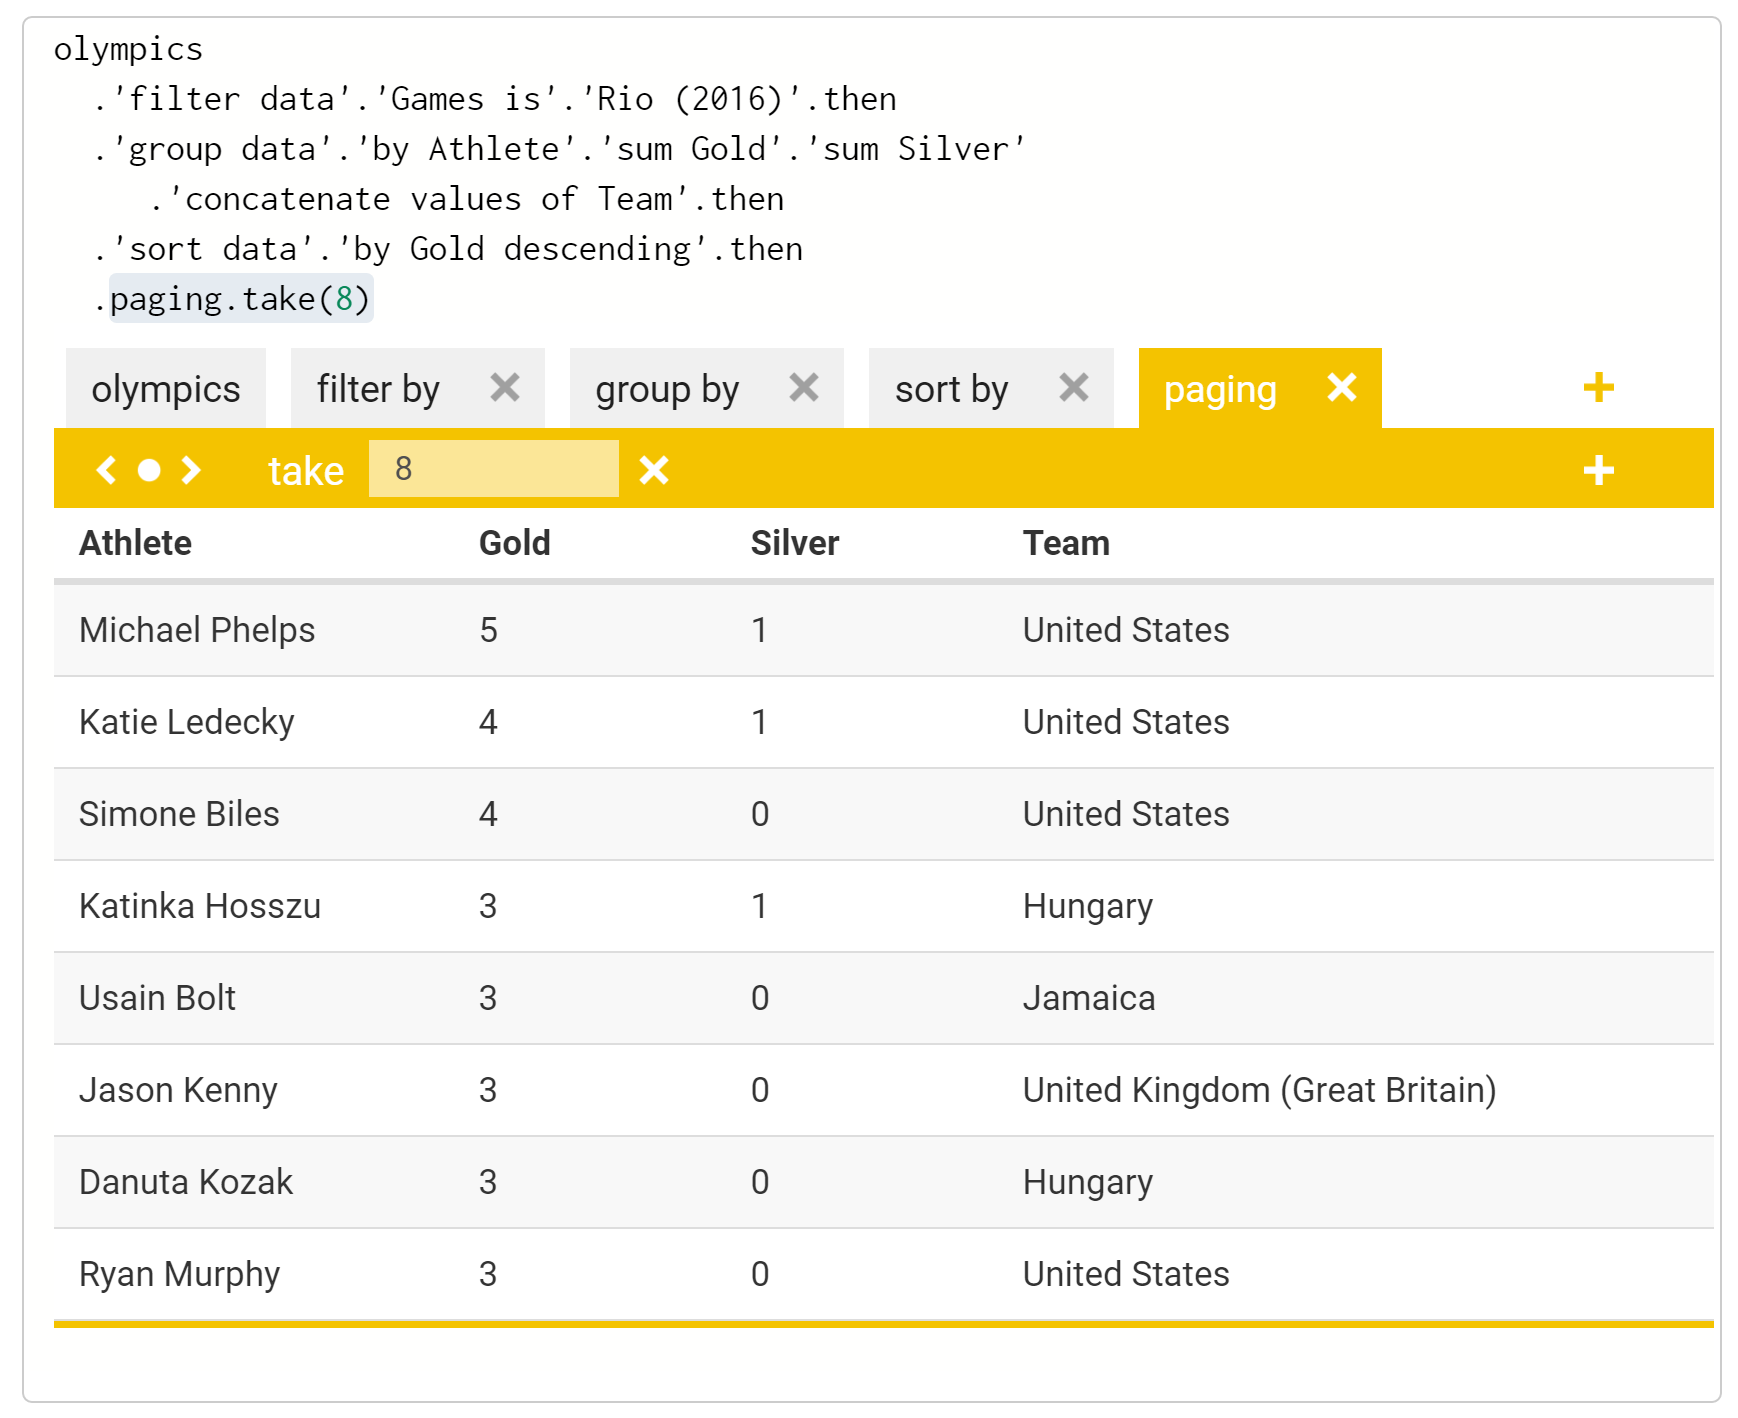 olympics
.'filter data'.'Games is'.'Rio (2016)'.then
.'group data'.'by Athlete'.'sum Gold'.'sum Silver'
.'concatenate values of Team'.then
.'sort data'.'by Gold descending'.then
.paging.take(8)
olympics filter by group by sort by paging
take 8
Athlete Gold Silver Team
Michael Phelps 5 1 United States
Katie Ledecky 4 1 United States
Simone Biles 4 0 United States
Katinka Hosszu 3 1 Hungary
Usain Bolt 3 0 Jamaica
Jason Kenny 3 0 United Kingdom (Great Britain)
Danuta Kozak 3 0 Hungary
Ryan Murphy 3 0 United States